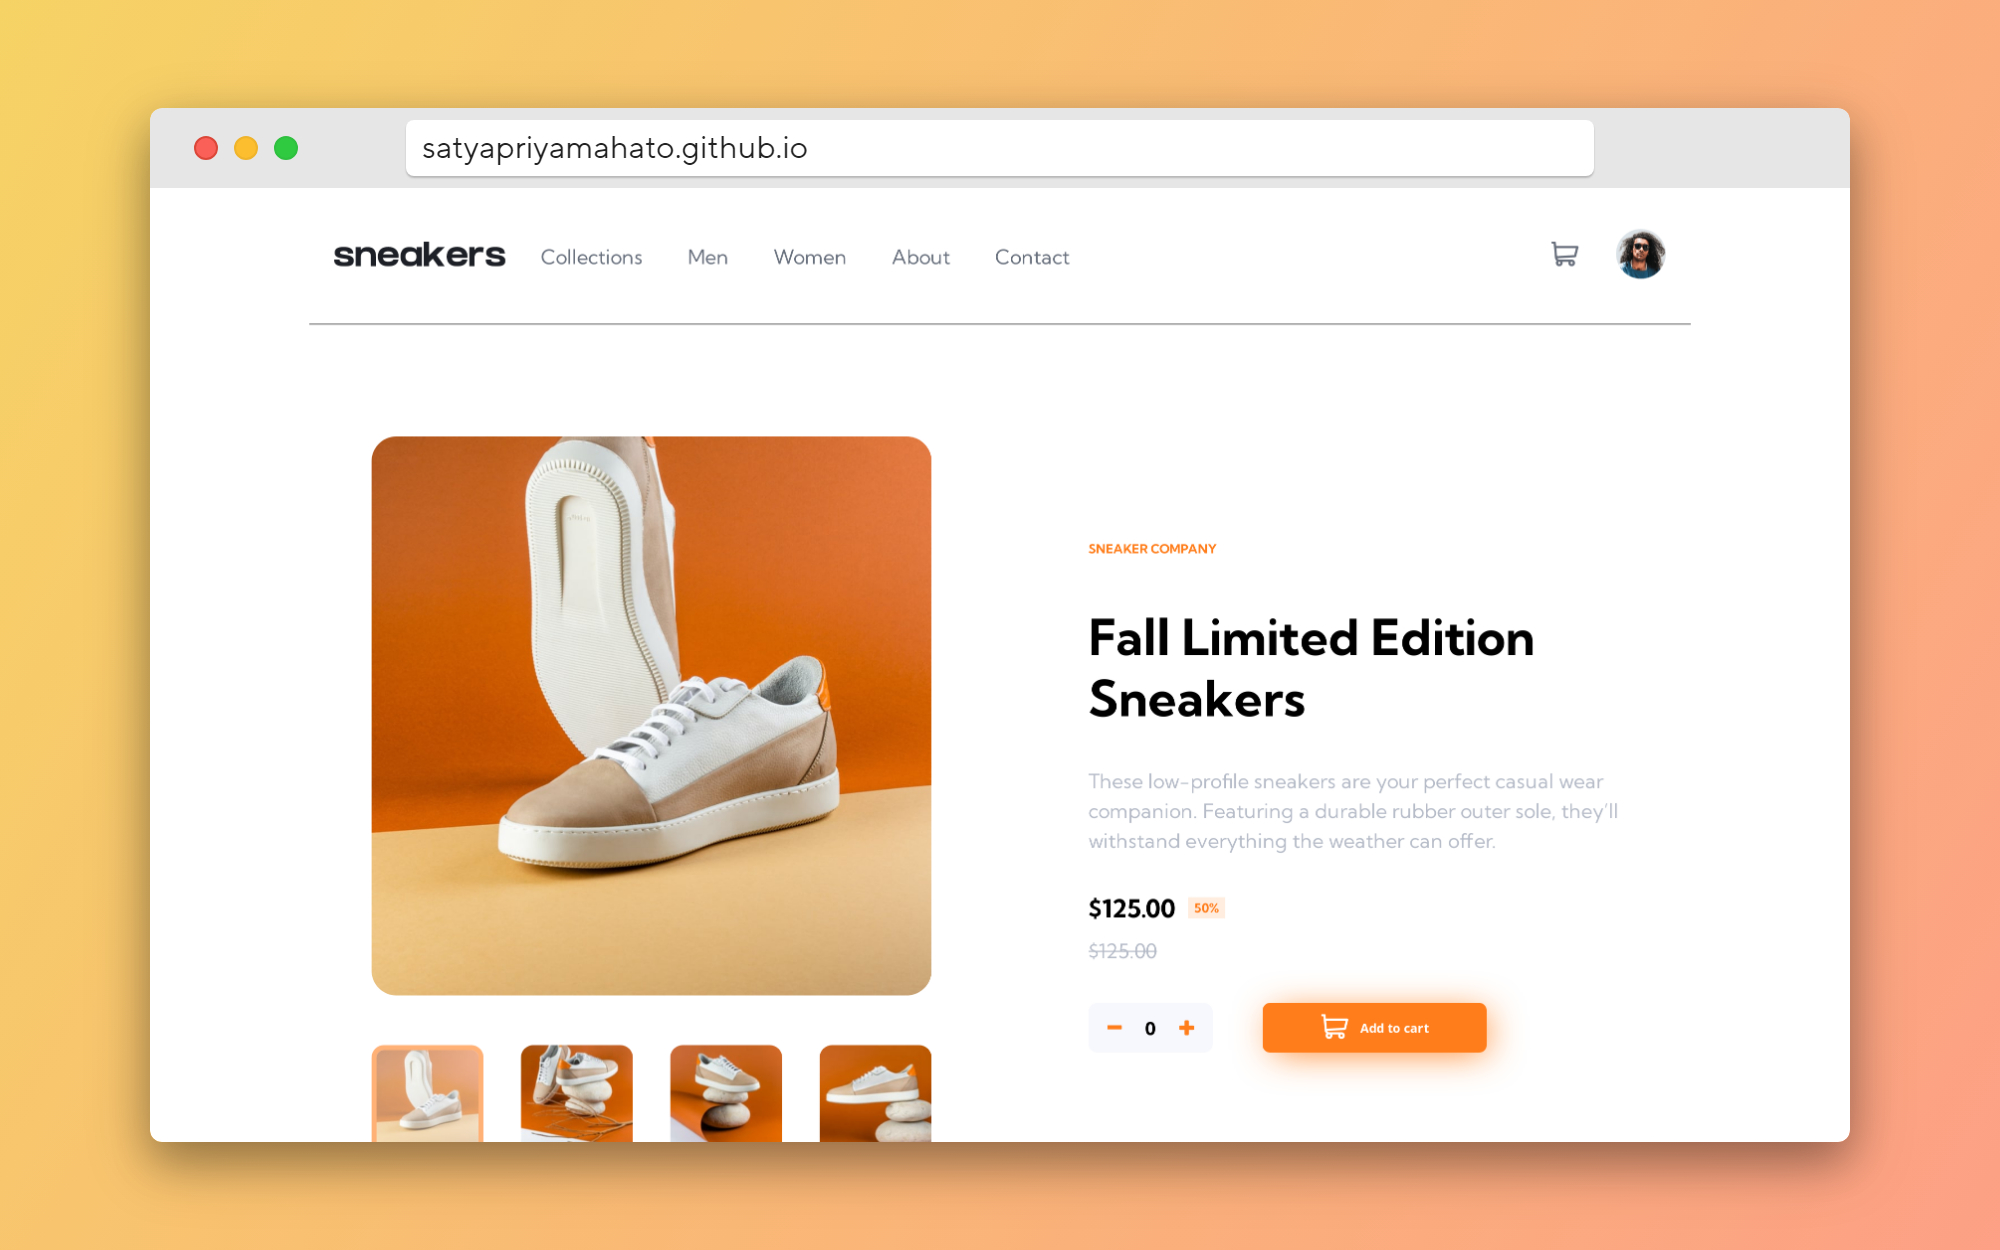 satyapriyamahato.github.io
sneakers Collections Men Women About Contact
SNEAKER COMPANY
Fall Limited Edition
Sneakers
These low-profile sneakers are your perfect casual wear
companion. Featuring a durable rubber outer sole, they'll
withstand everything the weather can offer.
$125.00 50%
$125.00
0 Add to cart